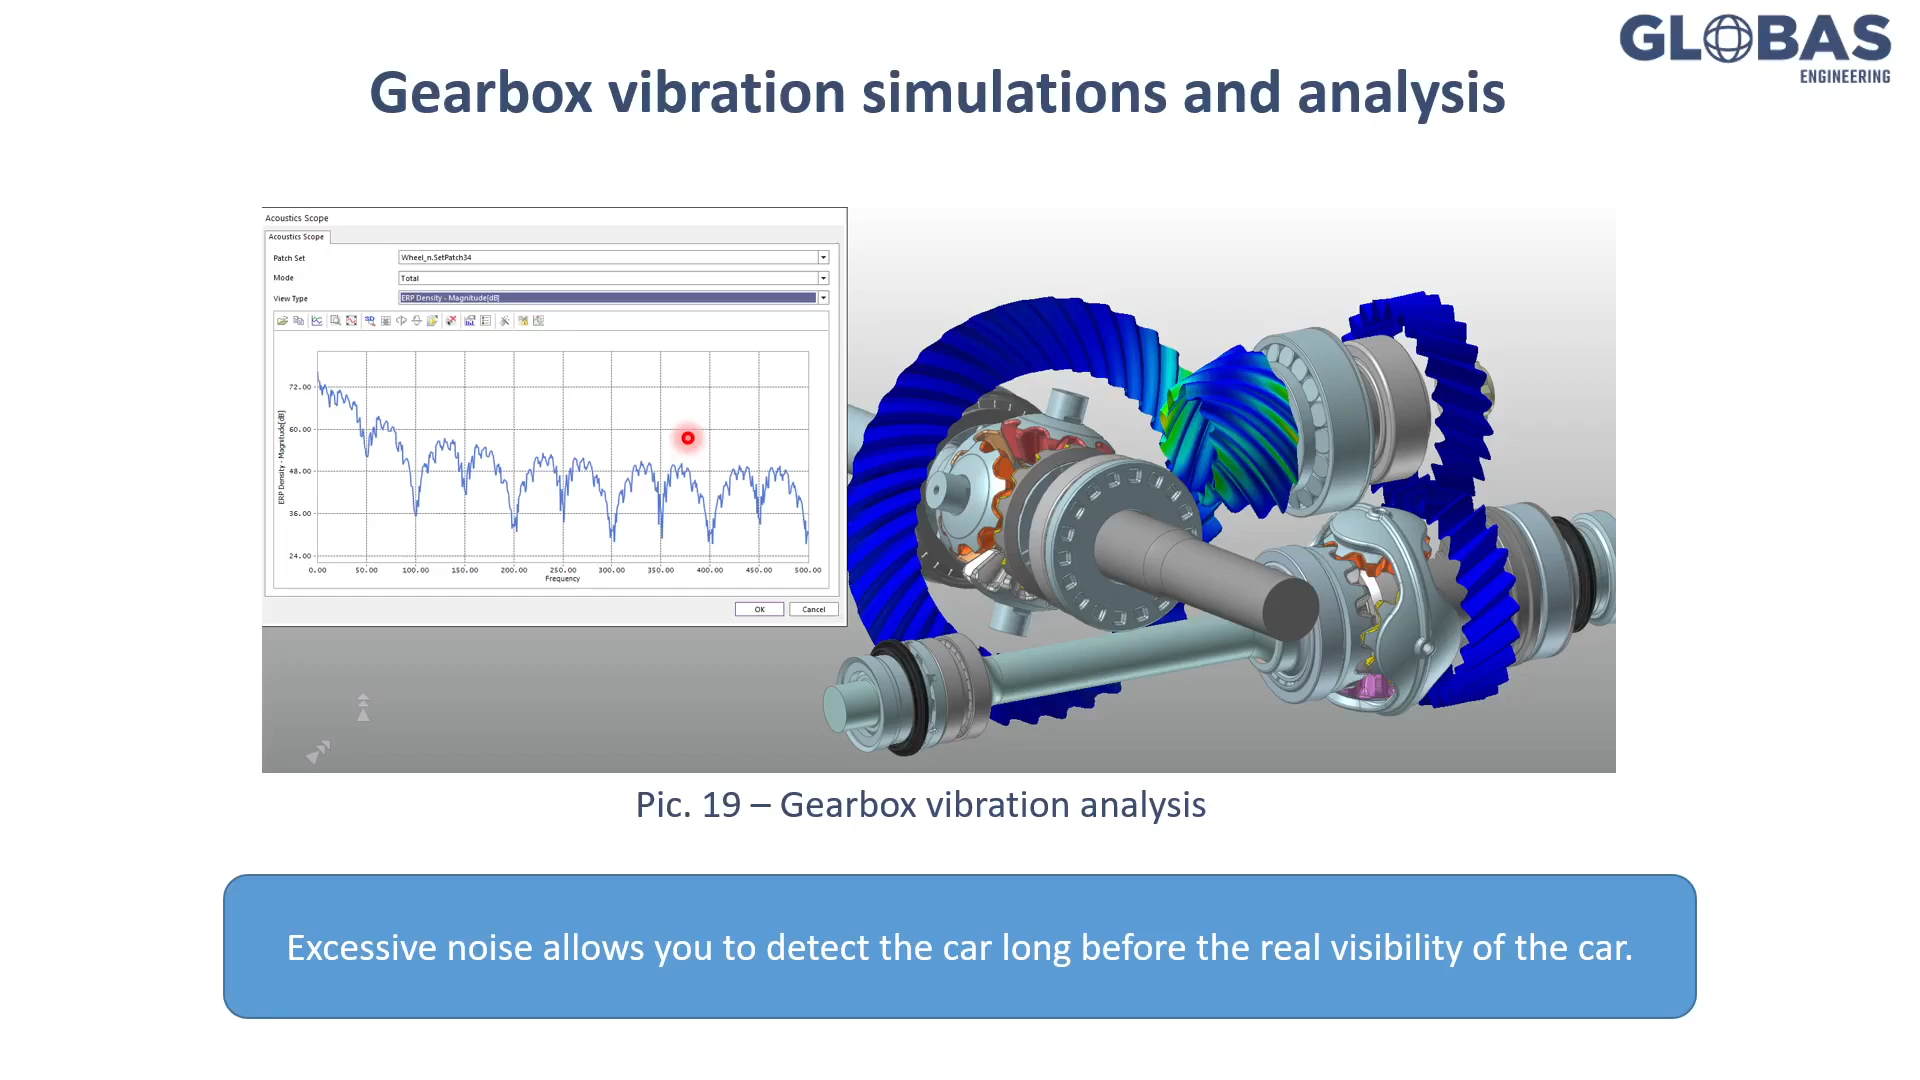 GLOBAS
ENGINEERING
Gearbox vibration simulations and analysis
Acoustics Scope
Acoustics Scope
Patch Set
Wheel_n.SetPatch34
Mode
Total
View Type
ERP Density - Magnitude[dB]
ERP Density - Magnitude[dB]
72.00
60.00
48.00
36.00
24.00
0.00 50.00 100.00 150.00 200.00 250.00 300.00 350.00 400.00 450.00 500.00
Frequency
OK Cancel
Pic. 19 – Gearbox vibration analysis
Excessive noise allows you to detect the car long before the real visibility of the car.